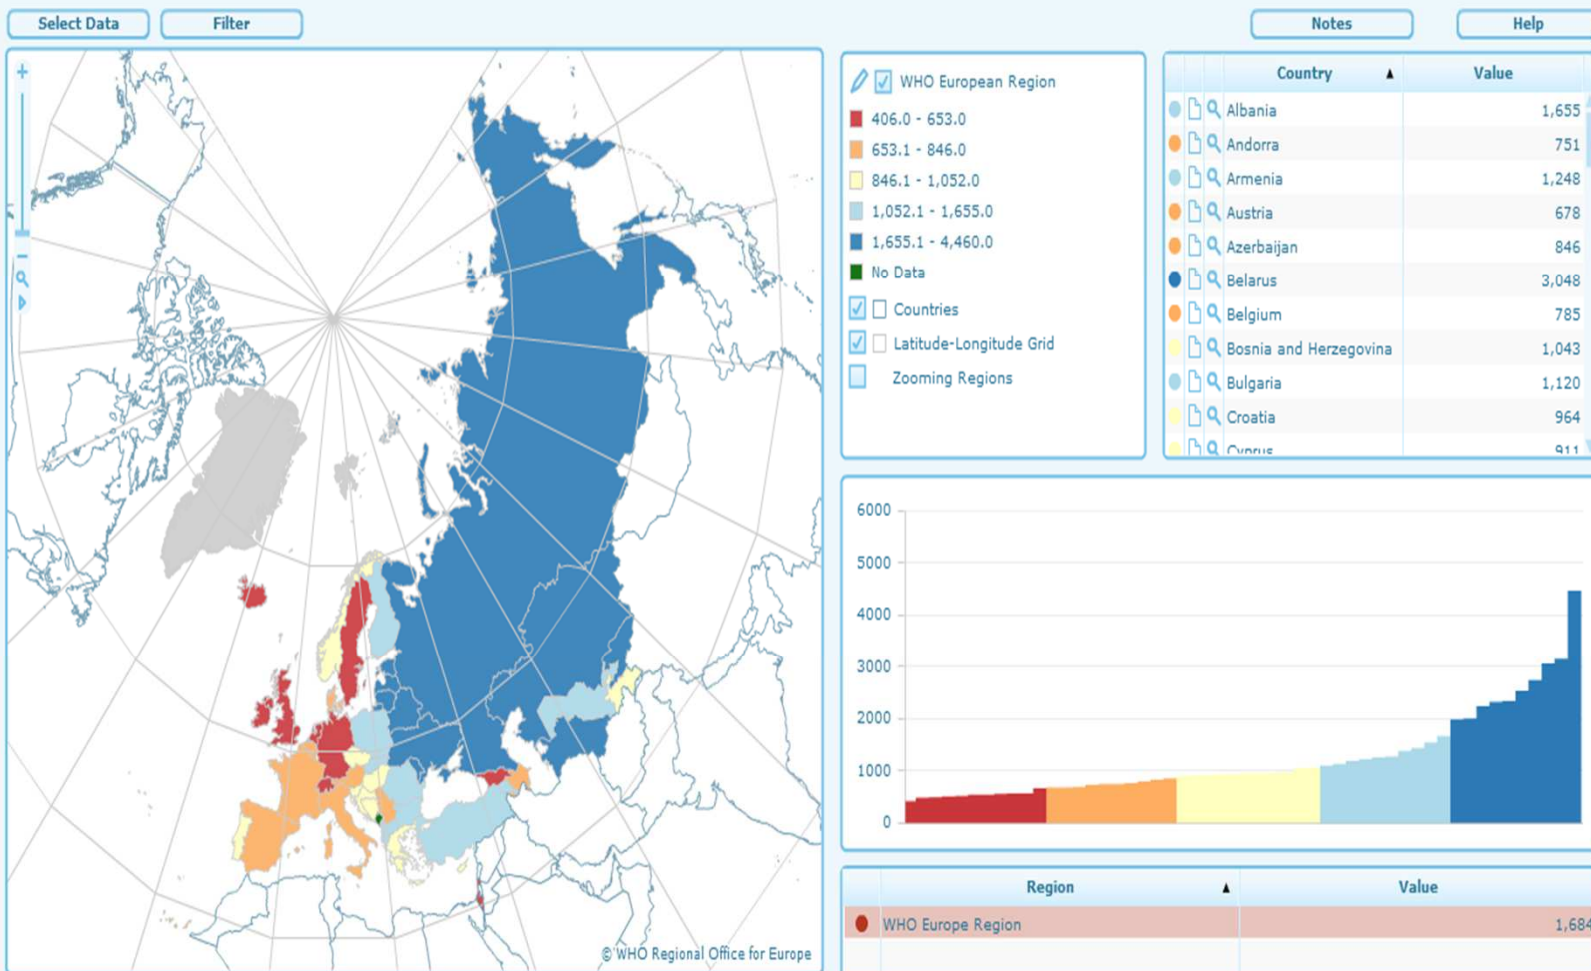 Select Data
Filter
Notes
Help
WHO European Region
406.0 - 653.0
653.1 - 846.0
846.1 - 1,052.0
1,052.1 - 1,655.0
1,655.1 - 4,460.0
No Data
Countries
Latitude-Longitude Grid
Zooming Regions
Country ▲ Value
Albania 1,655
Andorra 751
Armenia 1,248
Austria 678
Azerbaijan 846
Belarus 3,048
Belgium 785
Bosnia and Herzegovina 1,043
Bulgaria 1,120
Croatia 964
Cyprus 911
6000
5000
4000
3000
2000
1000
0
Region ▲ Value
WHO Europe Region 1,684
© WHO Regional Office for Europe